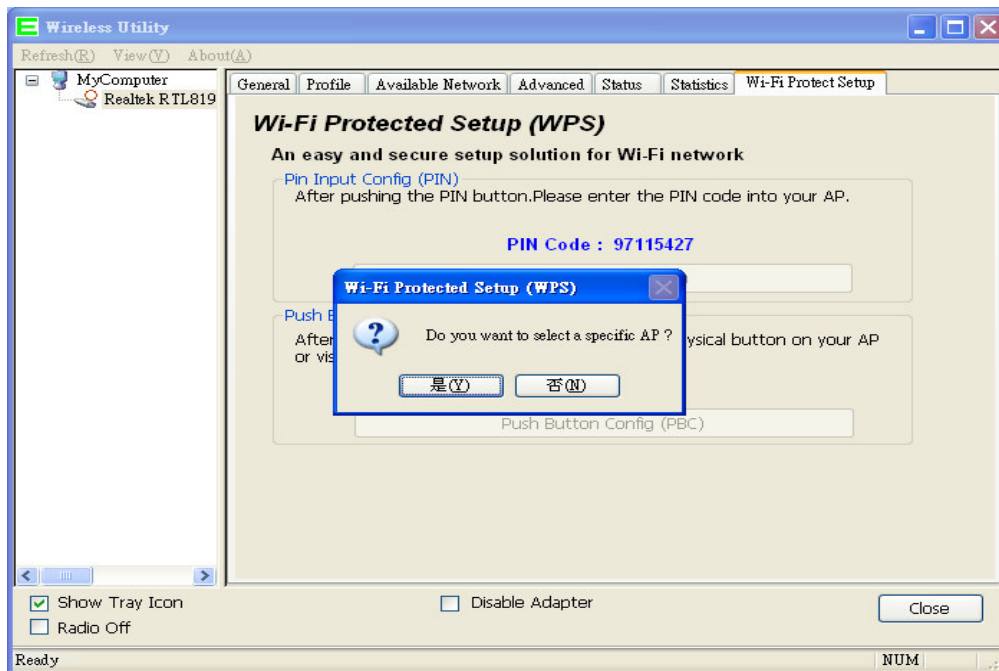 Wireless Utility
Refresh(R) View(V) About(A)
MyComputer
Realtek RTL819
General Profile Available Network Advanced Status Statistics Wi-Fi Protect Setup
Wi-Fi Protected Setup (WPS)
An easy and secure setup solution for Wi-Fi network
Pin Input Config (PIN)
After pushing the PIN button.Please enter the PIN code into your AP.
PIN Code : 97115427
Wi-Fi Protected Setup (WPS)
Do you want to select a specific AP ?
是(Y) 否(N)
Push
After ysical button on your AP
or vis
Push Button Config (PBC)
Show Tray Icon
Radio Off
Disable Adapter
Close
Ready NUM